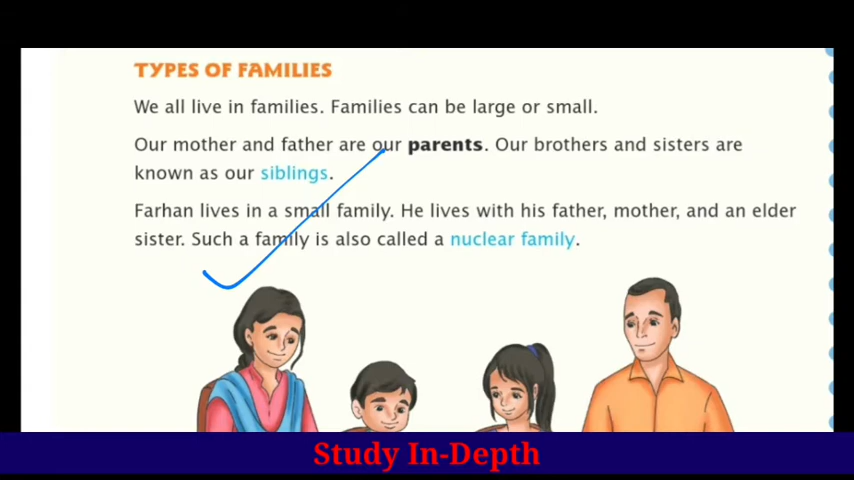 TYPES OF FAMILIES
We all live in families. Families can be large or small.
Our mother and father are our parents. Our brothers and sisters are
known as our siblings.
Farhan lives in a small family. He lives with his father, mother, and an elder
sister. Such a family is also called a nuclear family.
Study In-Depth